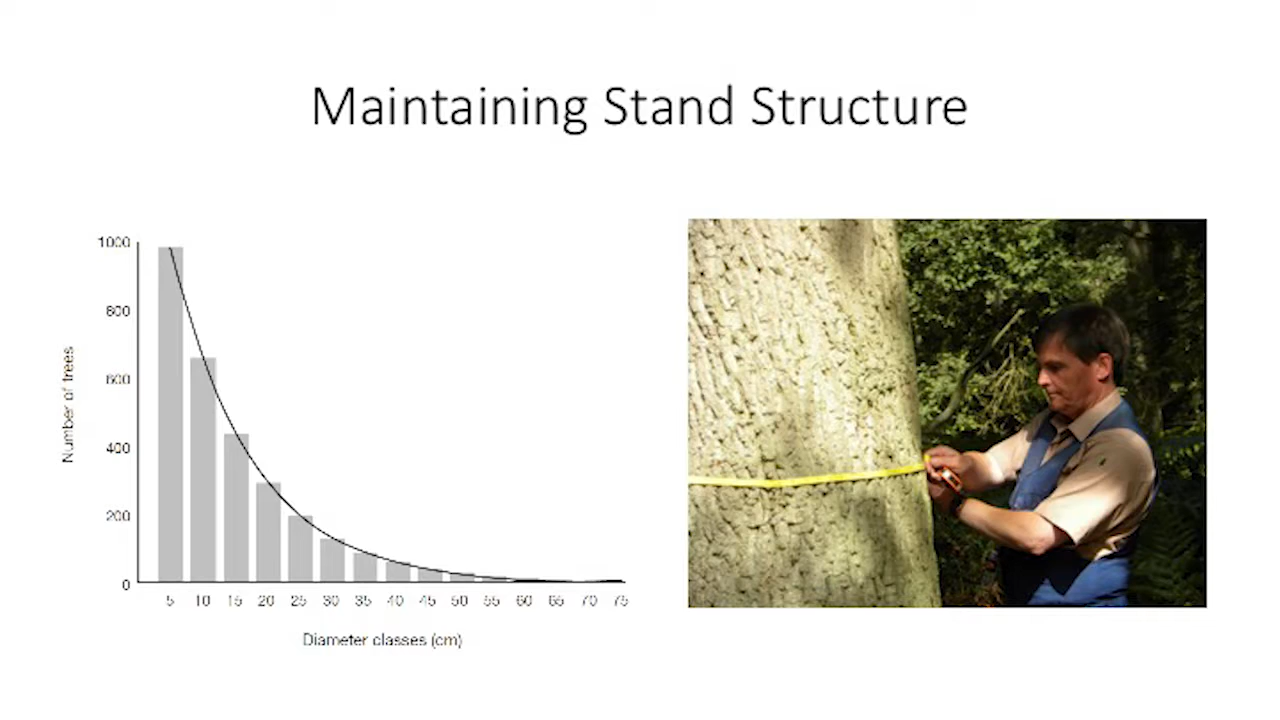 Maintaining Stand Structure
1000
800
600
400
200
0
Number of trees
5 10 15 20 25 30 35 40 45 50 55 60 65 70 75
Diameter classes (cm)